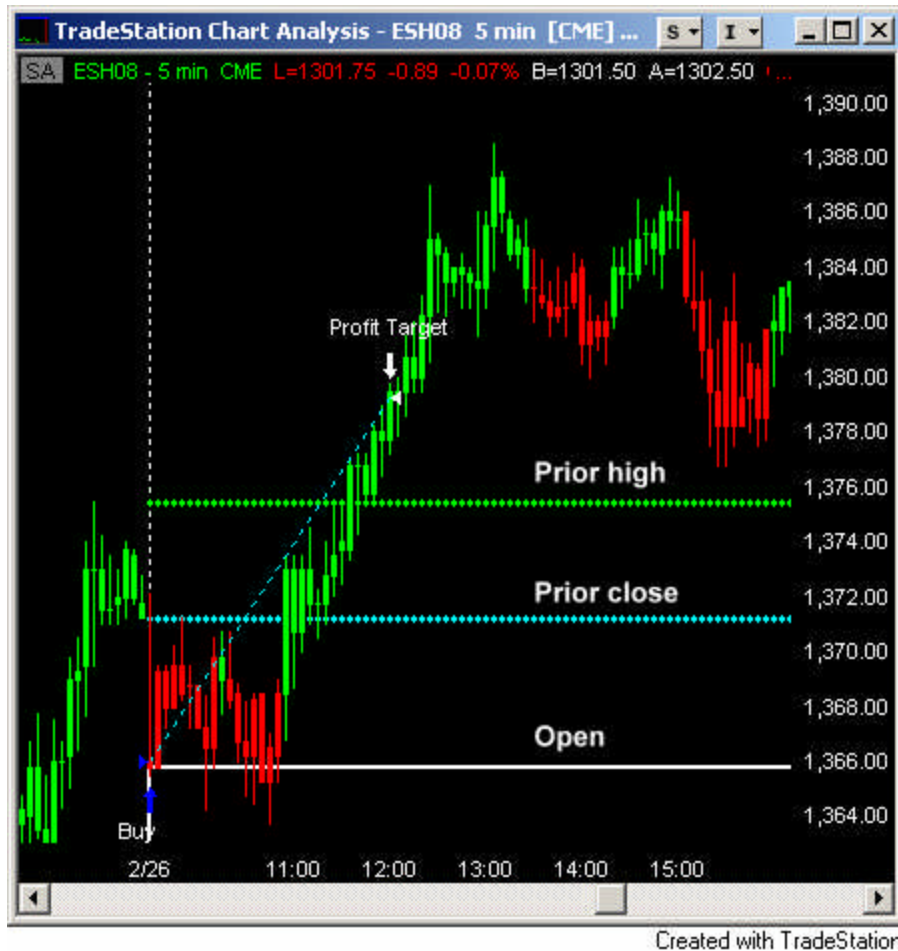 TradeStation Chart Analysis - ESH08 5 min [CME] ... S I
SA ESH08 - 5 min CME L=1301.75 -0.89 -0.07% B=1301.50 A=1302.50 ...
1,390.00
1,388.00
1,386.00
1,384.00
1,382.00
Profit Target
1,380.00
1,378.00
Prior high
1,376.00
1,374.00
Prior close
1,372.00
1,370.00
1,368.00
Open
1,366.00
1,364.00
Buy
2/26 11:00 12:00 13:00 14:00 15:00
Created with TradeStation